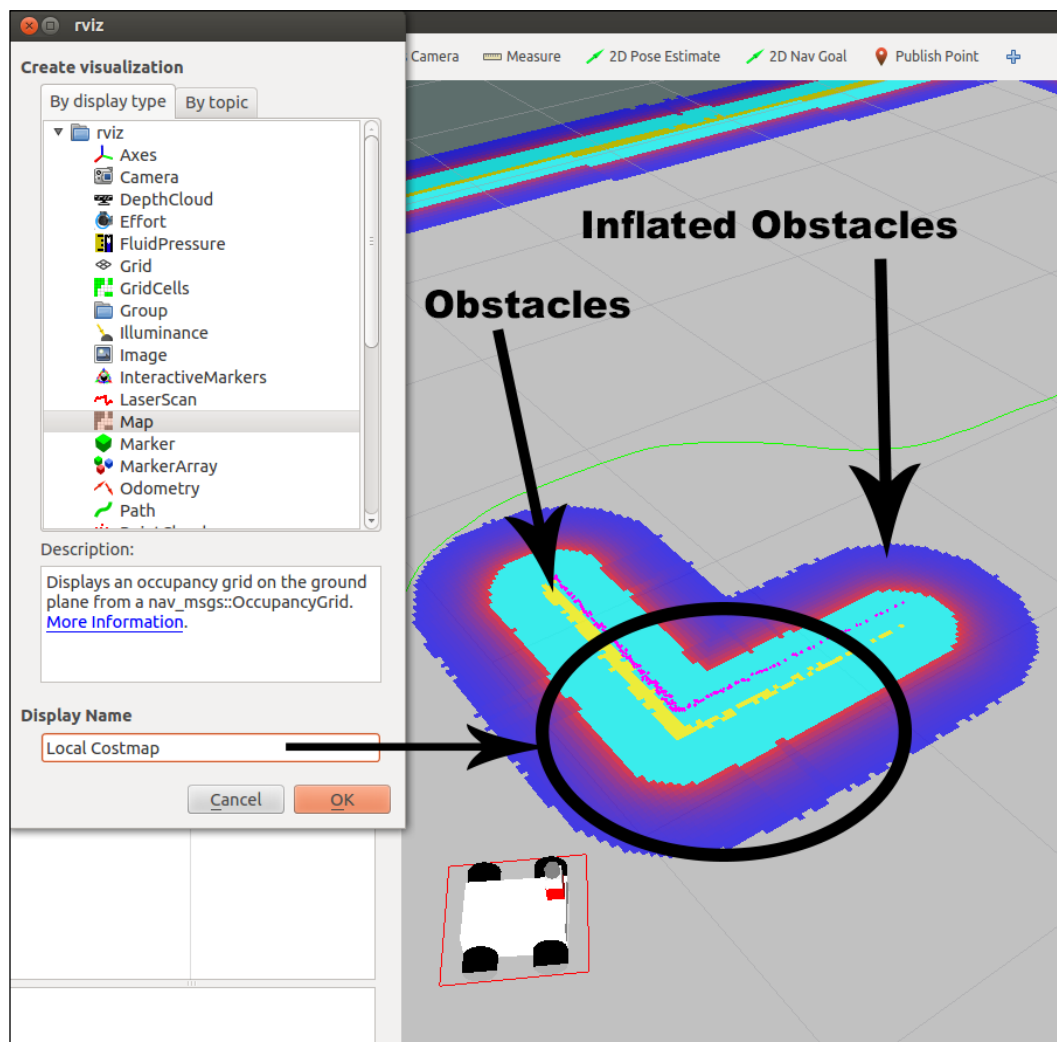 rviz
Camera Measure 2D Pose Estimate 2D Nav Goal Publish Point
Create visualization
By display type By topic
rviz
Axes
Camera
DepthCloud
Effort
FluidPressure
Grid
GridCells
Group
Illuminance
Image
InteractiveMarkers
LaserScan
Map
Marker
MarkerArray
Odometry
Path
Description:
Displays an occupancy grid on the ground
plane from a nav_msgs::OccupancyGrid.
More Information.
Display Name
Local Costmap
Cancel OK
Inflated Obstacles
Obstacles